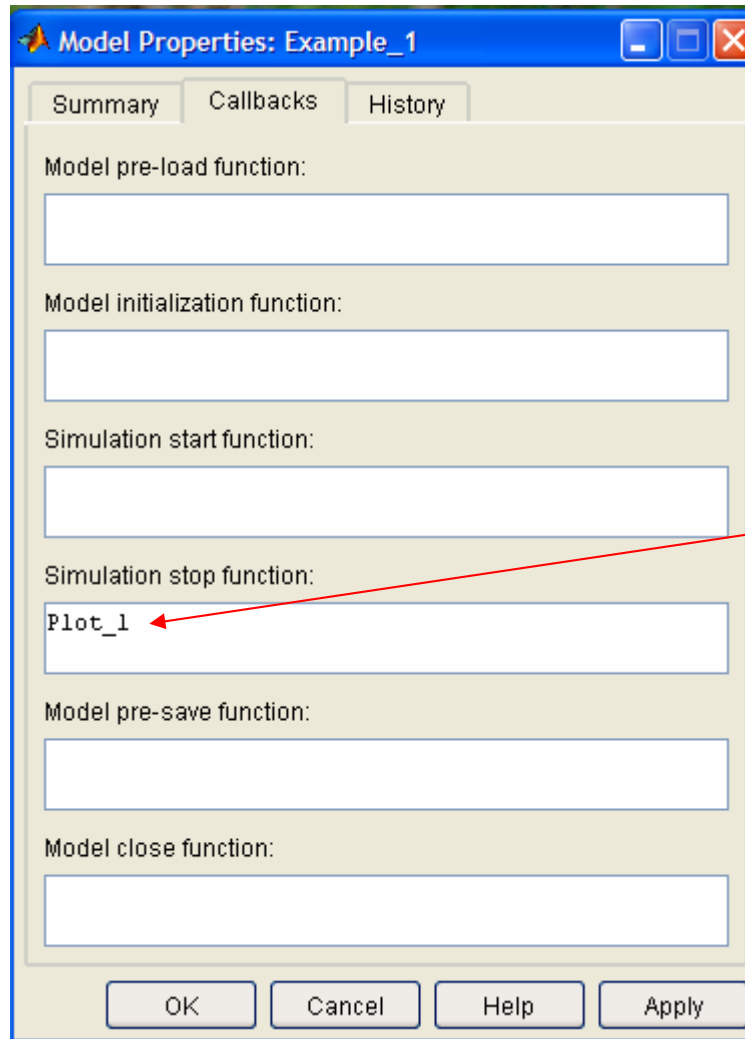 Model Properties: Example_1
Summary Callbacks History
Model pre-load function:
Model initialization function:
Simulation start function:
Simulation stop function:
Plot_1
Model pre-save function:
Model close function:
OK Cancel Help Apply